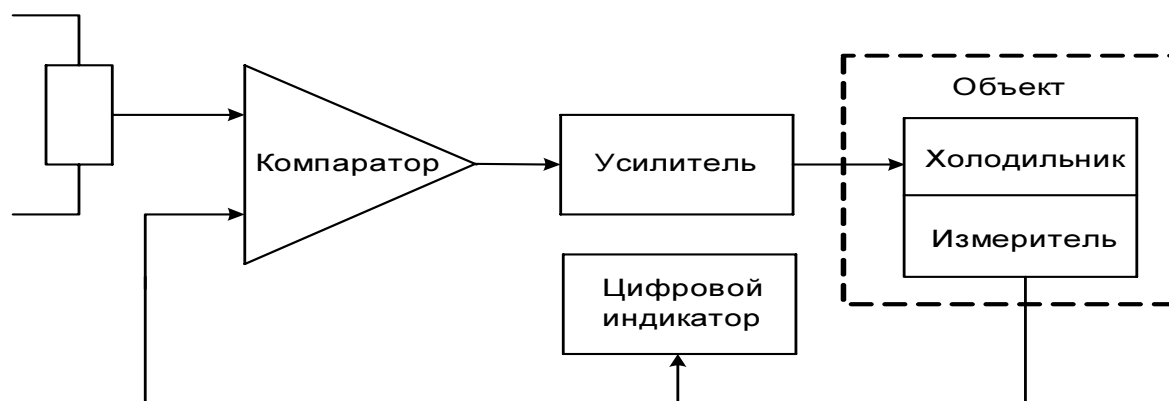 Объект
Компаратор
Усилитель
Холодильник
Измеритель
Цифровой
индикатор